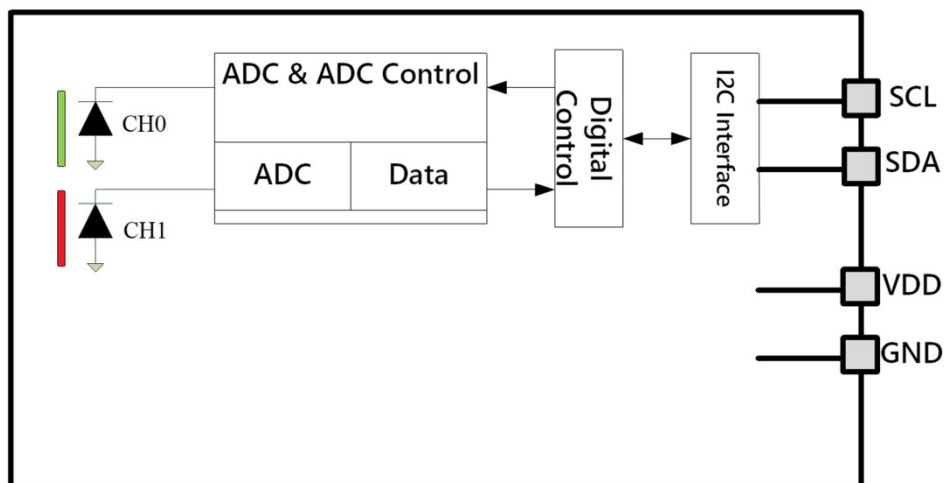 ADC & ADC Control
CH0
ADC
Data
CH1
Digital
Control
I2C Interface
SCL
SDA
VDD
GND